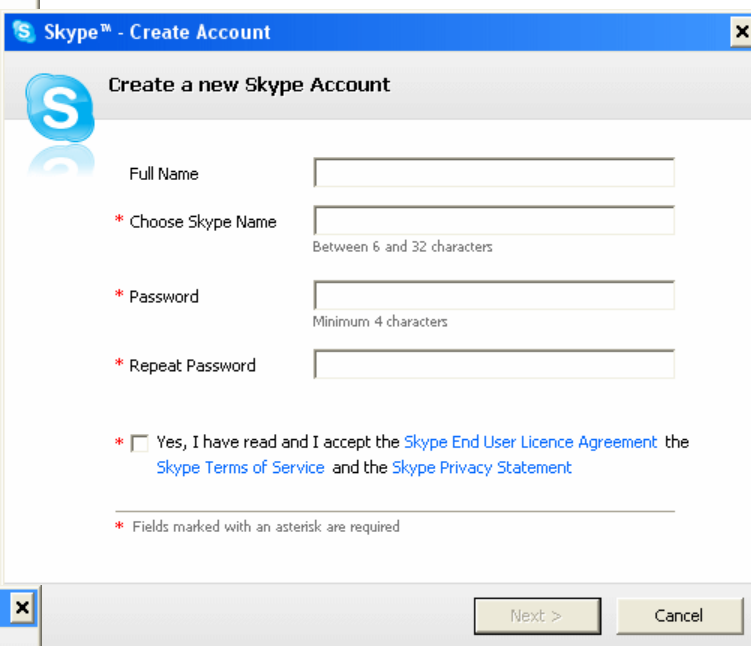 Skype™ - Create Account
Create a new Skype Account
Full Name
* Choose Skype Name
Between 6 and 32 characters
* Password
Minimum 4 characters
* Repeat Password
* Yes, I have read and I accept the Skype End User Licence Agreement the
Skype Terms of Service and the Skype Privacy Statement
* Fields marked with an asterisk are required
Next >
Cancel